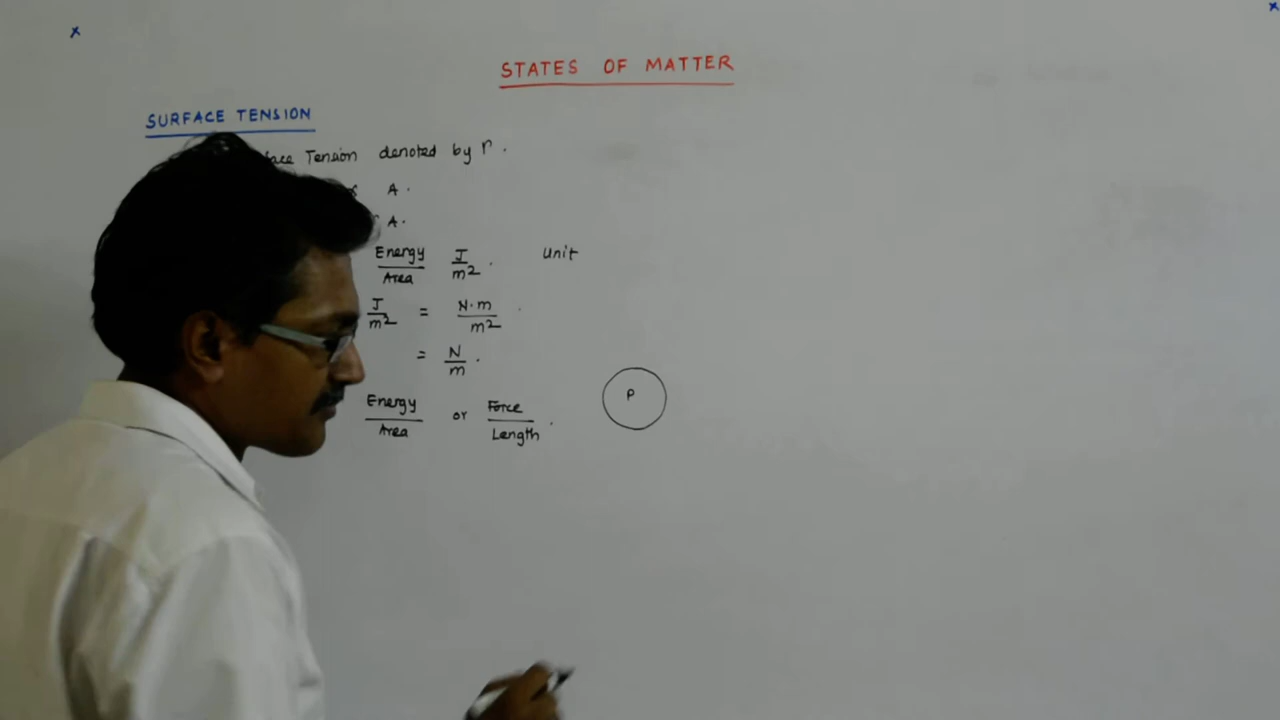 STATES OF MATTER
SURFACE TENSION
face Tension denoted by Γ.
A.
A.
Energy/Area J/m² . Unit
J/m² = N·m/m² .
= N/m .
Energy/Area or Force/Length .
P